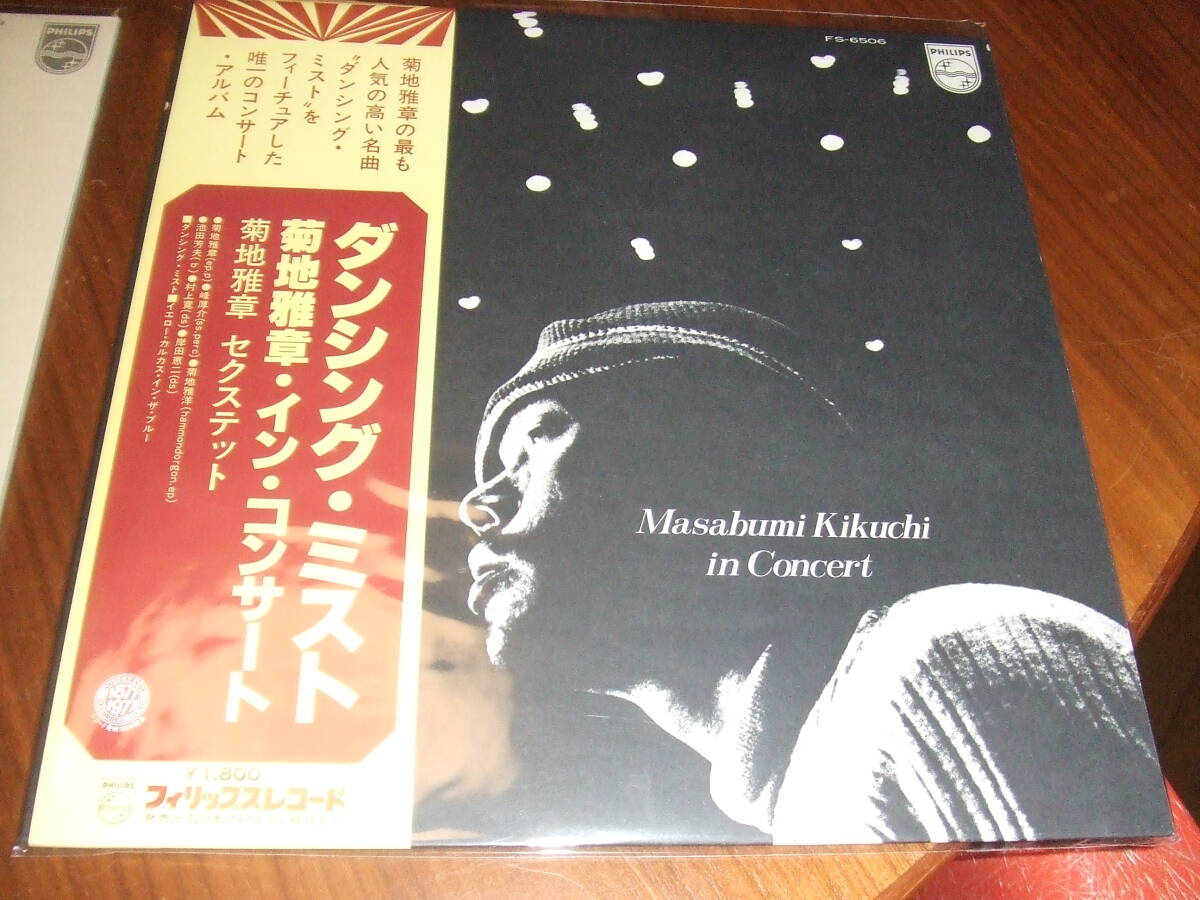 PHILIPS
菊地雅章の最も
人気の高い名曲
“ダンシング・
ミスト”を
フィーチュアした
唯一のコンサート
・アルバム
ダンシング・ミスト
菊地雅章・イン・コンサート
菊地雅章 セクステット
●菊地雅章(ep,p)●峰厚介(ss,perc)●菊地雅洋(hammondorgon,ep)
●池田芳夫(b)●村上寛(ds)●岸田恵二(ds)
■ダンシング・ミスト■イエロー・カルカス・イン・ザ・ブルー
1877
1977
¥1,800
PHILIPS
フィリップスレコード
FS-6506
PHILIPS
Masabumi Kikuchi
in Concert